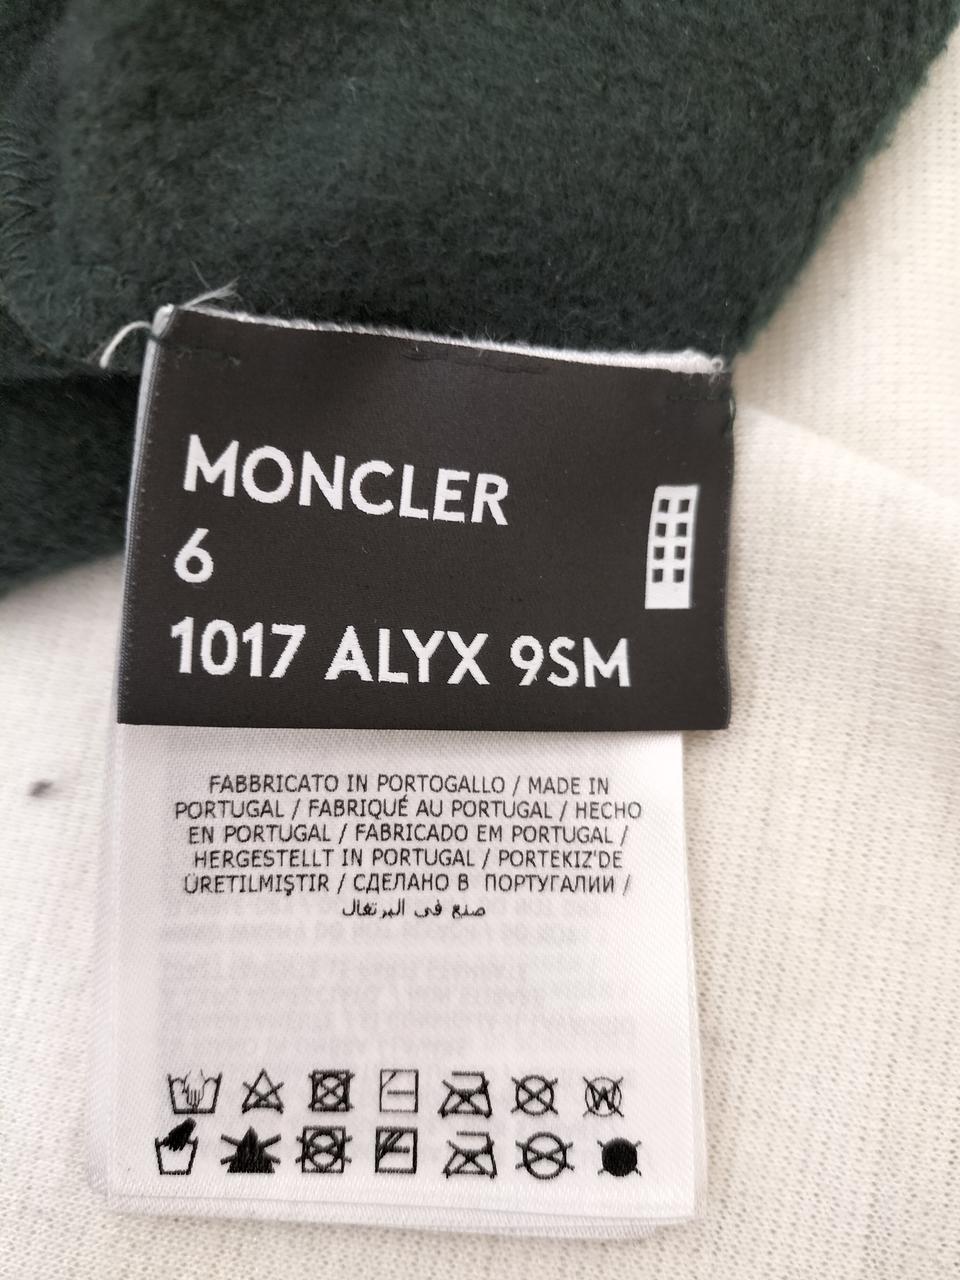 MONCLER
6
1017 ALYX 9SM
FABBRICATO IN PORTOGALLO / MADE IN
PORTUGAL / FABRIQUÉ AU PORTUGAL / HECHO
EN PORTUGAL / FABRICADO EM PORTUGAL /
HERGESTELLT IN PORTUGAL / PORTEKIZ'DE
ÜRETILMIŞTIR / СДЕЛАНО В ПОРТУГАЛИИ /
صنع في البرتغال